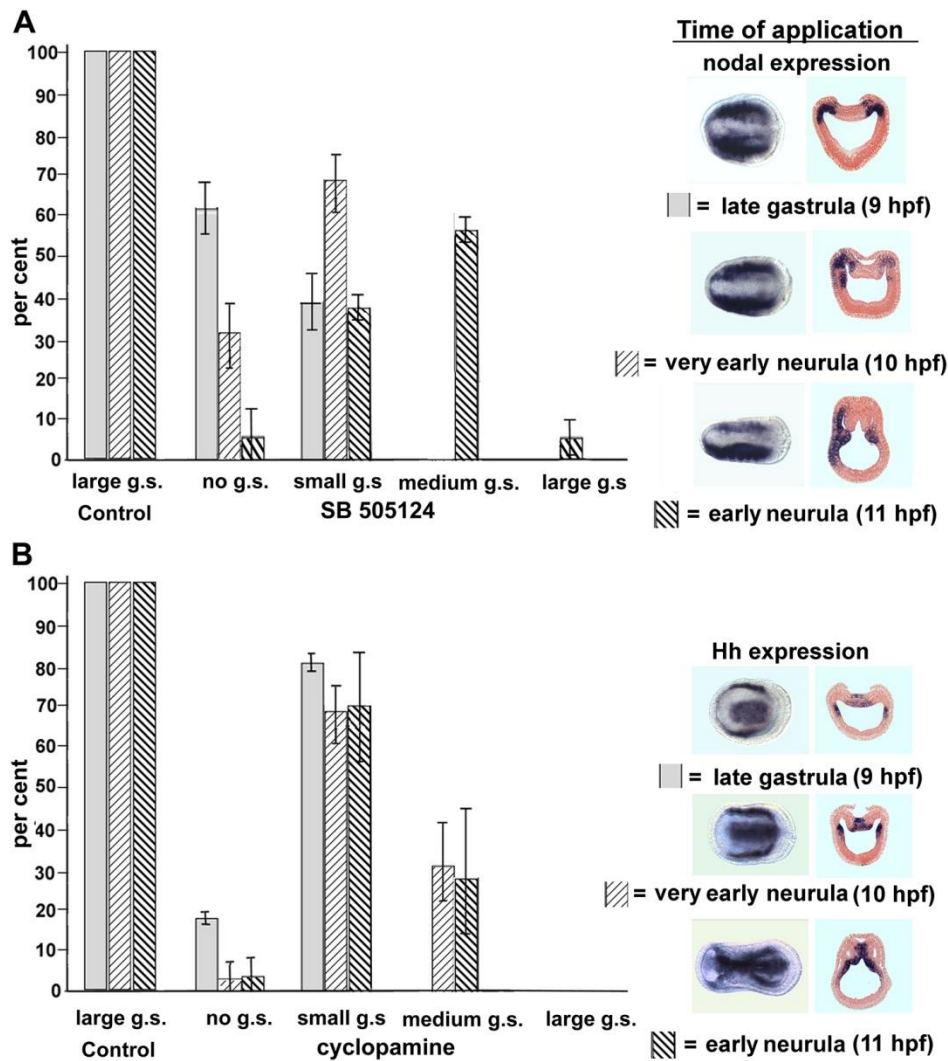 A
Time of application
nodal expression
per cent
100
90
80
70
60
50
40
30
20
10
0
large g.s. no g.s. small g.s medium g.s. large g.s
Control SB 505124
= late gastrula (9 hpf)
= very early neurula (10 hpf)
= early neurula (11 hpf)
B
Hh expression
per cent
100
90
80
70
60
50
40
30
20
10
0
large g.s. no g.s. small g.s medium g.s. large g.s.
Control cyclopamine
= late gastrula (9 hpf)
= very early neurula (10 hpf)
= early neurula (11 hpf)